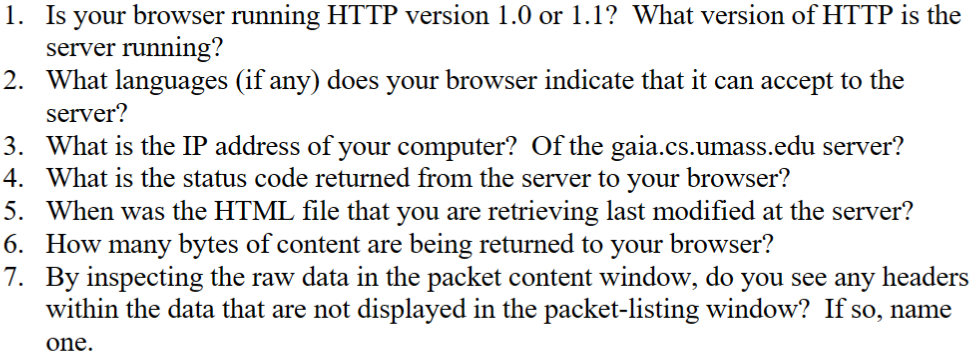 1. Is your browser running HTTP version 1.0 or 1.1? What version of HTTP is the
server running?
2. What languages (if any) does your browser indicate that it can accept to the
server?
3. What is the IP address of your computer? Of the gaia.cs.umass.edu server?
4. What is the status code returned from the server to your browser?
5. When was the HTML file that you are retrieving last modified at the server?
6. How many bytes of content are being returned to your browser?
7. By inspecting the raw data in the packet content window, do you see any headers
within the data that are not displayed in the packet-listing window? If so, name
one.